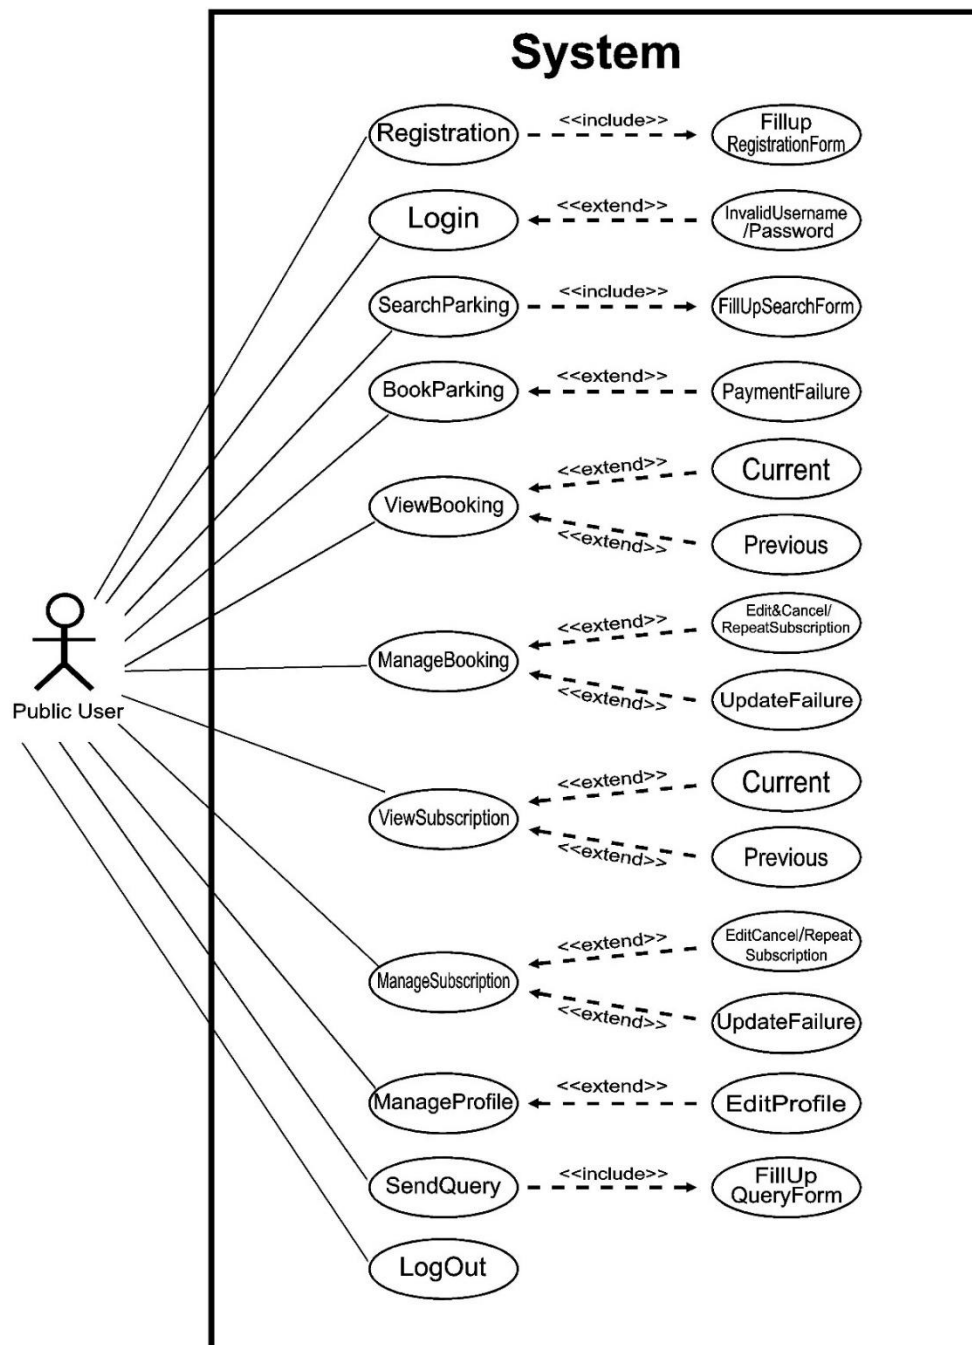 System
Registration
<<include>>
Fillup
RegistrationForm
Login
<<extend>>
InvalidUsername
/Password
SearchParking
<<include>>
FillUpSearchForm
BookParking
<<extend>>
PaymentFailure
ViewBooking
<<extend>>
Current
<<extend>>
Previous
ManageBooking
<<extend>>
Edit&Cancel/
RepeatSubscription
<<extend>>
UpdateFailure
Public User
ViewSubscription
<<extend>>
Current
<<extend>>
Previous
ManageSubscription
<<extend>>
EditCancel/Repeat
Subscription
<<extend>>
UpdateFailure
ManageProfile
<<extend>>
EditProfile
SendQuery
<<include>>
FillUp
QueryForm
LogOut